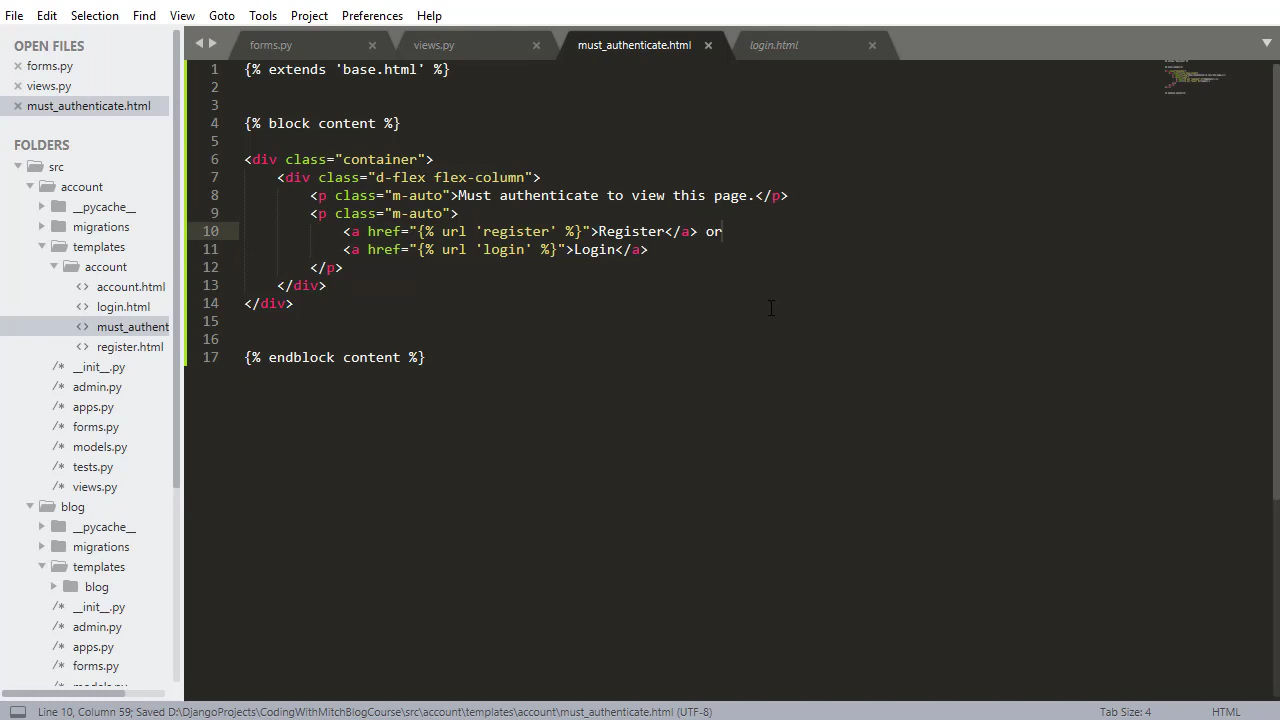 File Edit Selection Find View Goto Tools Project Preferences Help
OPEN FILES
forms.py
views.py
must_authenticate.html
FOLDERS
src
account
__pycache__
migrations
templates
account
account.html
login.html
must_authent
register.html
__init__.py
admin.py
apps.py
forms.py
models.py
tests.py
views.py
blog
__pycache__
migrations
templates
blog
__init__.py
admin.py
apps.py
forms.py
models.py
forms.py views.py must_authenticate.html login.html
1 {% extends 'base.html' %}
2
3
4 {% block content %}
5
6 <div class="container">
7 <div class="d-flex flex-column">
8 <p class="m-auto">Must authenticate to view this page.</p>
9 <p class="m-auto">
10 <a href="{% url 'register' %}">Register</a> or
11 <a href="{% url 'login' %}">Login</a>
12 </p>
13 </div>
14 </div>
15
16
17 {% endblock content %}
Line 10, Column 59; Saved D:\DjangoProjects\CodingWithMitchBlogCourse\src\account\templates\account\must_authenticate.html (UTF-8) Tab Size: 4 HTML